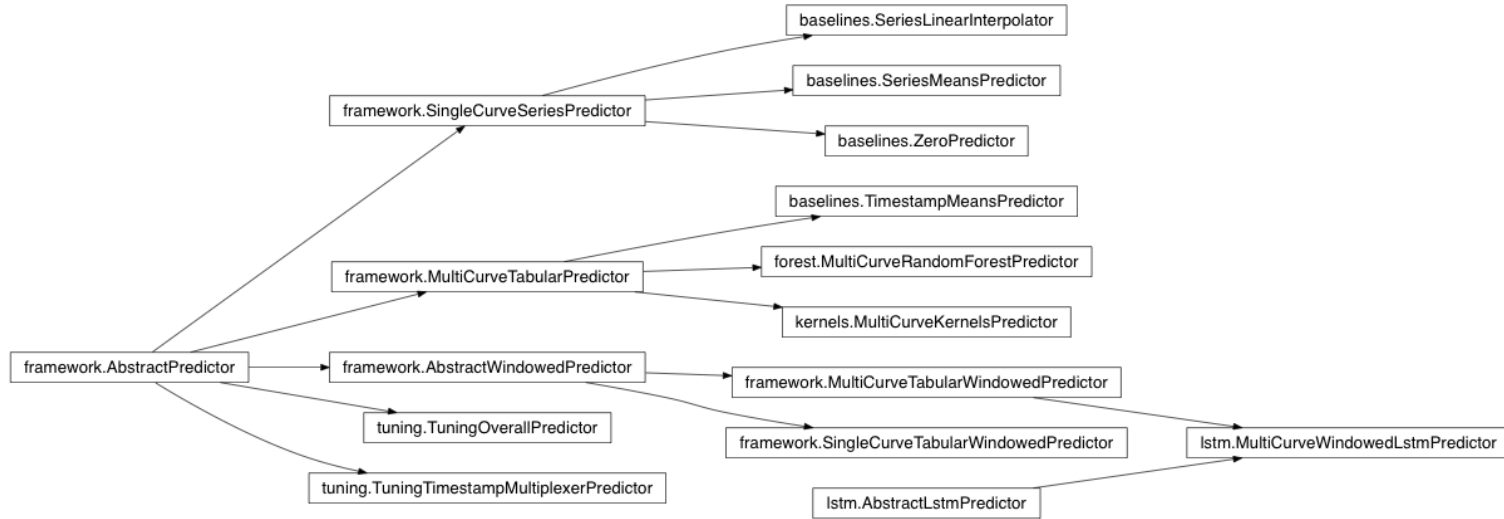 baselines.SeriesLinearInterpolator
baselines.SeriesMeansPredictor
framework.SingleCurveSeriesPredictor
baselines.ZeroPredictor
baselines.TimestampMeansPredictor
forest.MultiCurveRandomForestPredictor
framework.MultiCurveTabularPredictor
kernels.MultiCurveKernelsPredictor
framework.AbstractPredictor
framework.AbstractWindowedPredictor
framework.MultiCurveTabularWindowedPredictor
tuning.TuningOverallPredictor
framework.SingleCurveTabularWindowedPredictor
lstm.MultiCurveWindowedLstmPredictor
tuning.TuningTimestampMultiplexerPredictor
lstm.AbstractLstmPredictor